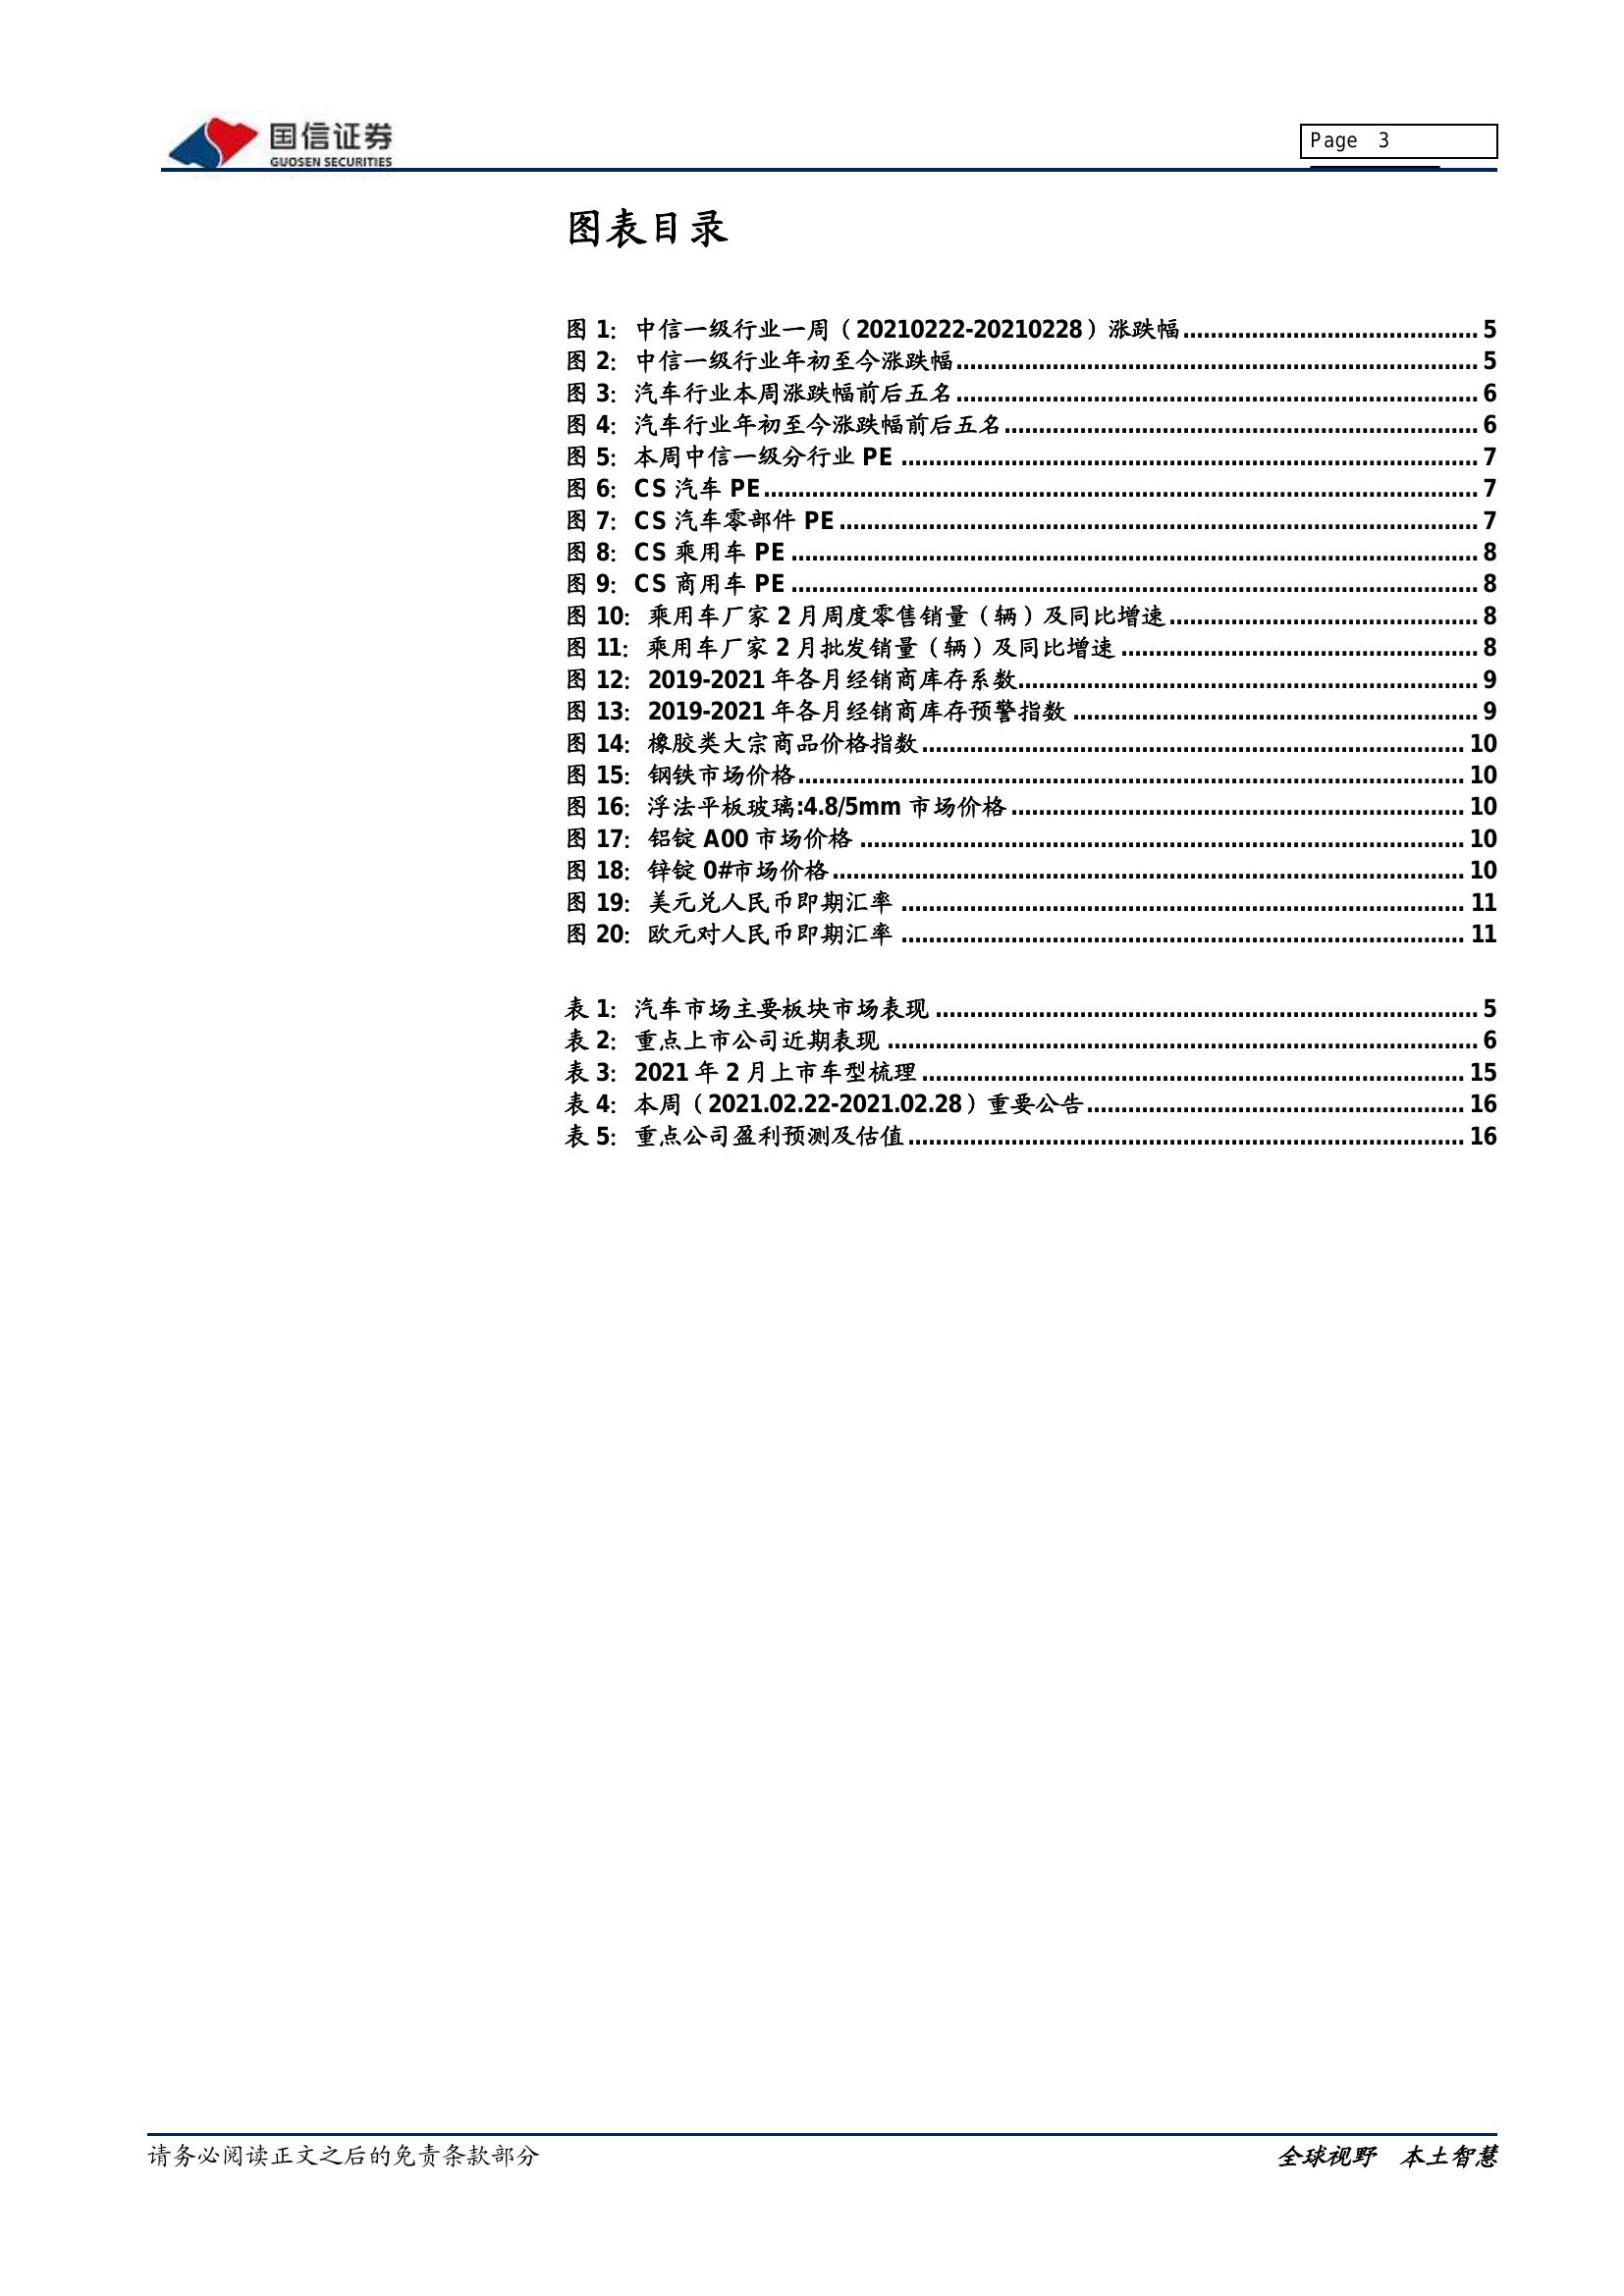 国信证券
GUOSEN SECURITIES
Page 3
图表目录
图 1: 中信一级行业一周（20210222-20210228）涨跌幅 5
图 2: 中信一级行业年初至今涨跌幅 5
图 3: 汽车行业本周涨跌幅前后五名 6
图 4: 汽车行业年初至今涨跌幅前后五名 6
图 5: 本周中信一级分行业 PE 7
图 6: CS 汽车 PE 7
图 7: CS 汽车零部件 PE 7
图 8: CS 乘用车 PE 8
图 9: CS 商用车 PE 8
图 10: 乘用车厂家 2 月周度零售销量（辆）及同比增速 8
图 11: 乘用车厂家 2 月批发销量（辆）及同比增速 8
图 12: 2019-2021 年各月经销商库存系数 9
图 13: 2019-2021 年各月经销商库存预警指数 9
图 14: 橡胶类大宗商品价格指数 10
图 15: 钢铁市场价格 10
图 16: 浮法平板玻璃:4.8/5mm 市场价格 10
图 17: 铝锭 A00 市场价格 10
图 18: 锌锭 0#市场价格 10
图 19: 美元兑人民币即期汇率 11
图 20: 欧元对人民币即期汇率 11
表 1: 汽车市场主要板块市场表现 5
表 2: 重点上市公司近期表现 6
表 3: 2021 年 2 月上市车型梳理 15
表 4: 本周（2021.02.22-2021.02.28）重要公告 16
表 5: 重点公司盈利预测及估值 16
请务必阅读正文之后的免责条款部分
全球视野 本土智慧